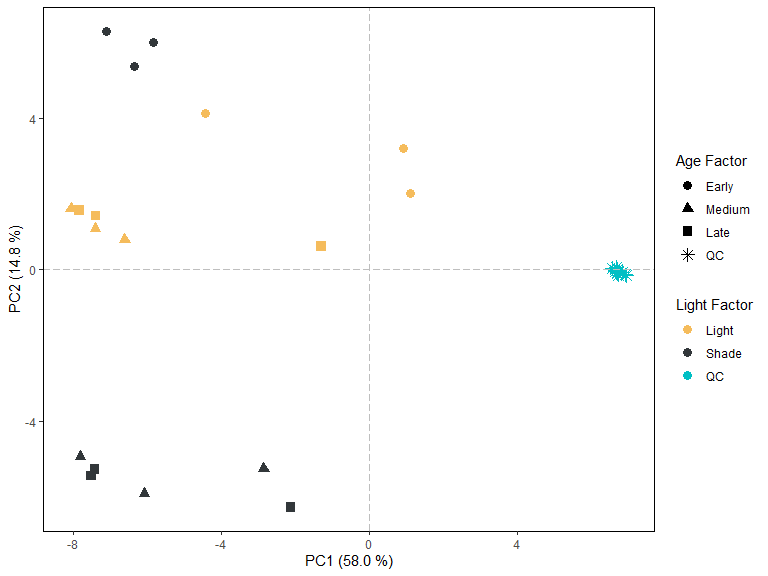 4
0
-4
PC2 (14.8 %)
-8
-4
0
4
PC1 (58.0 %)
Age Factor
Early
Medium
Late
QC
Light Factor
Light
Shade
QC